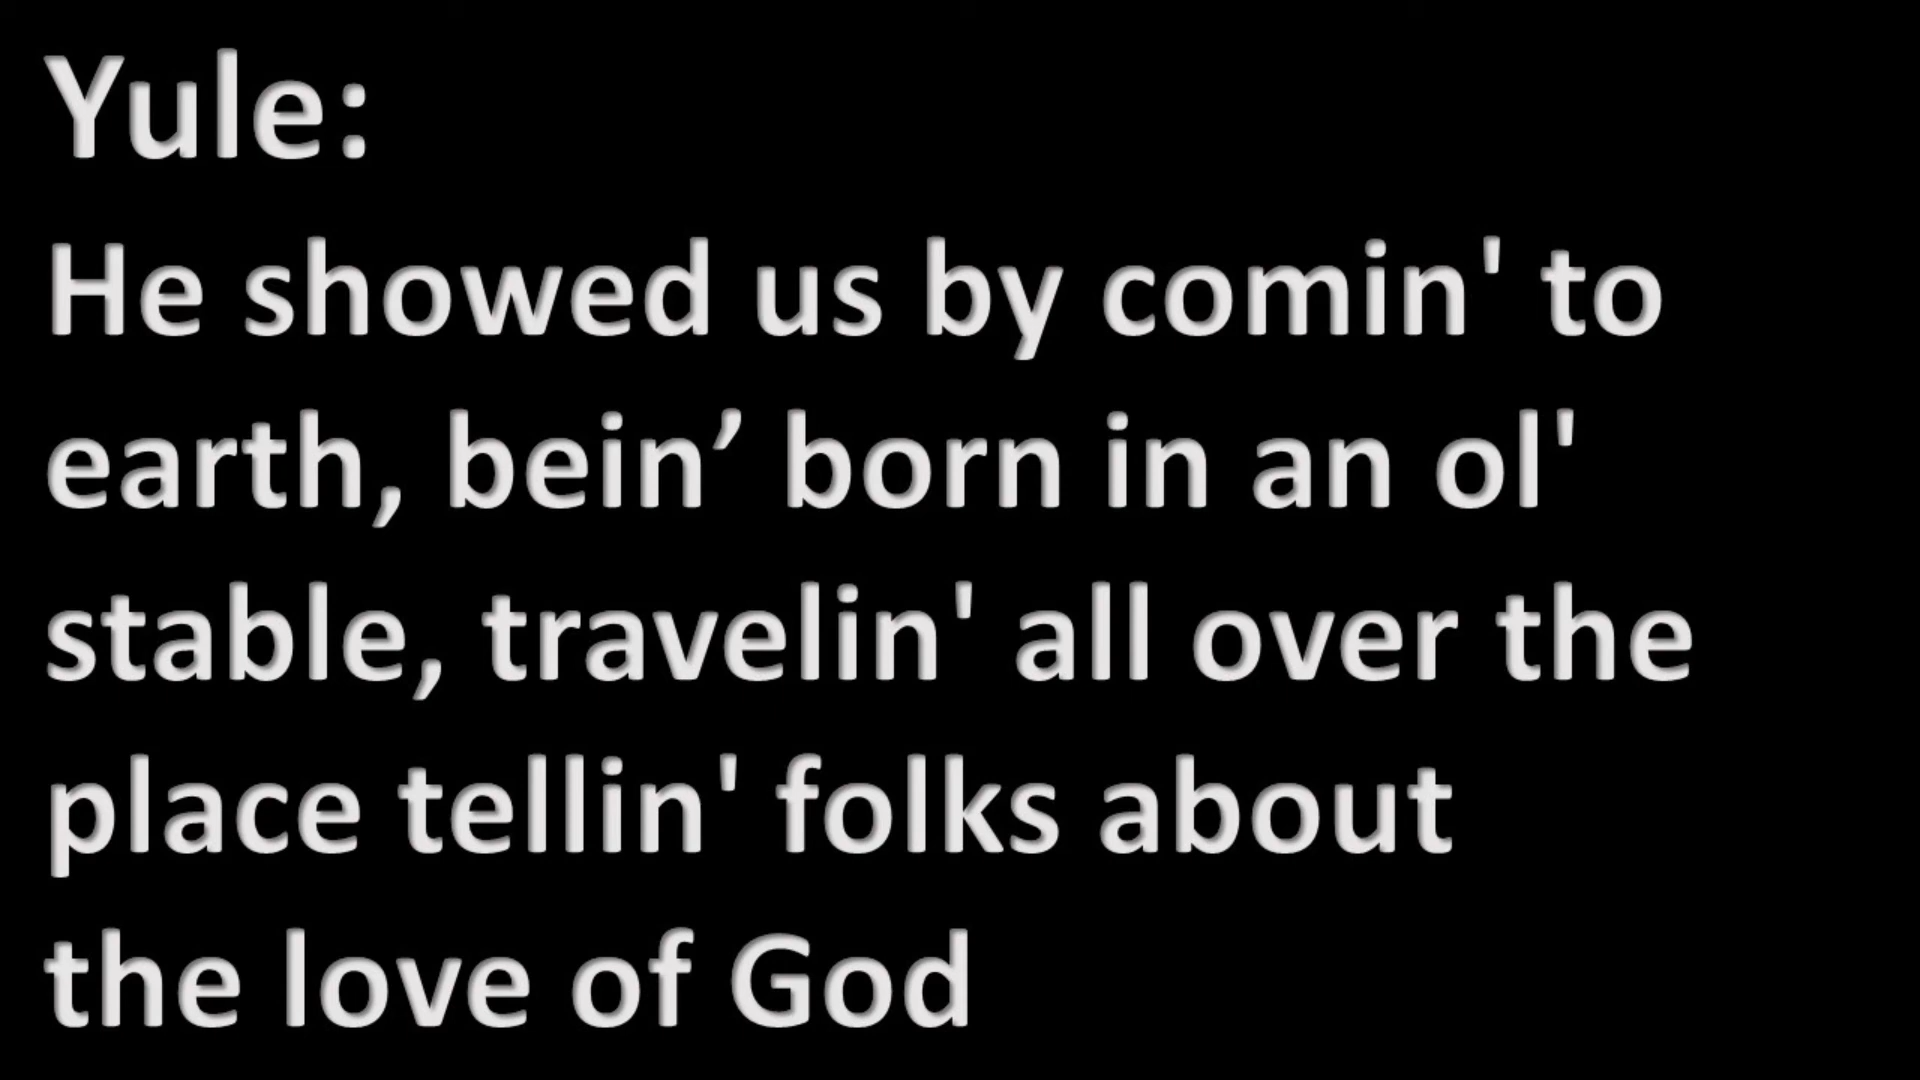 Yule:
He showed us by comin' to
earth, bein’ born in an ol'
stable, travelin' all over the
place tellin' folks about
the love of God